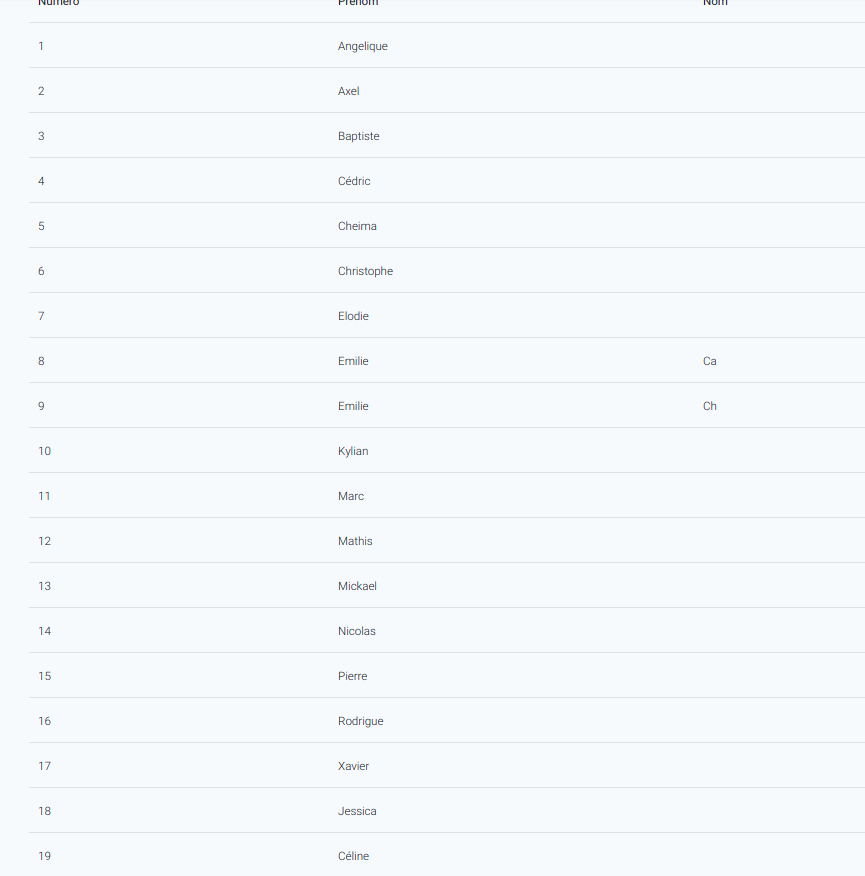 Numéro Prénom Nom
1 Angelique
2 Axel
3 Baptiste
4 Cédric
5 Cheima
6 Christophe
7 Elodie
8 Emilie Ca
9 Emilie Ch
10 Kylian
11 Marc
12 Mathis
13 Mickael
14 Nicolas
15 Pierre
16 Rodrigue
17 Xavier
18 Jessica
19 Céline